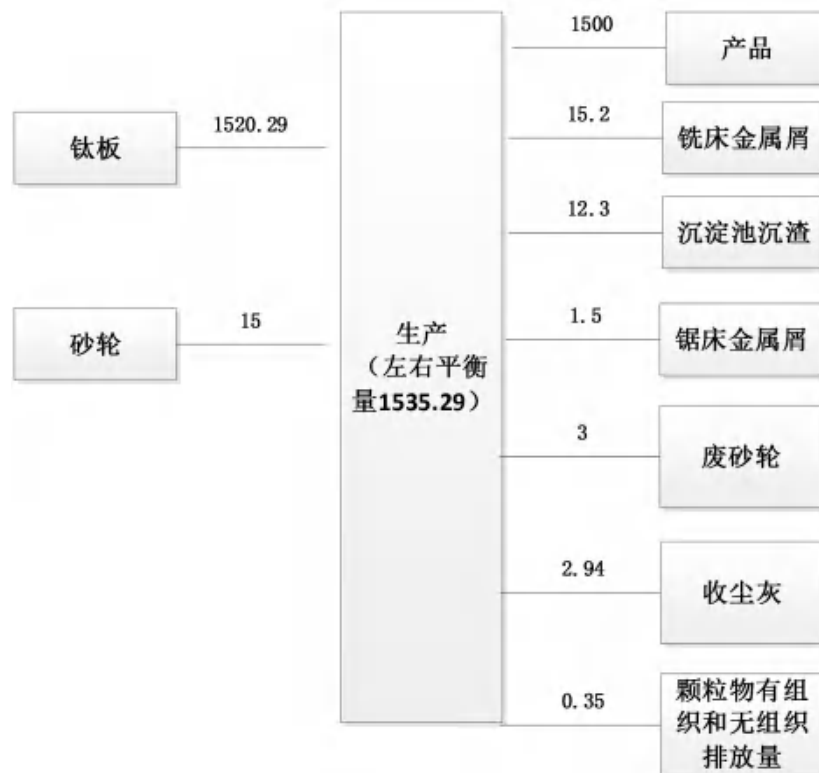 1500
产品
钛板
1520.29
15.2
铣床金属屑
12.3
沉淀池沉渣
砂轮
15
生产
（左右平衡
量1535.29）
1.5
锯床金属屑
3
废砂轮
2.94
收尘灰
0.35
颗粒物有组
织和无组织
排放量